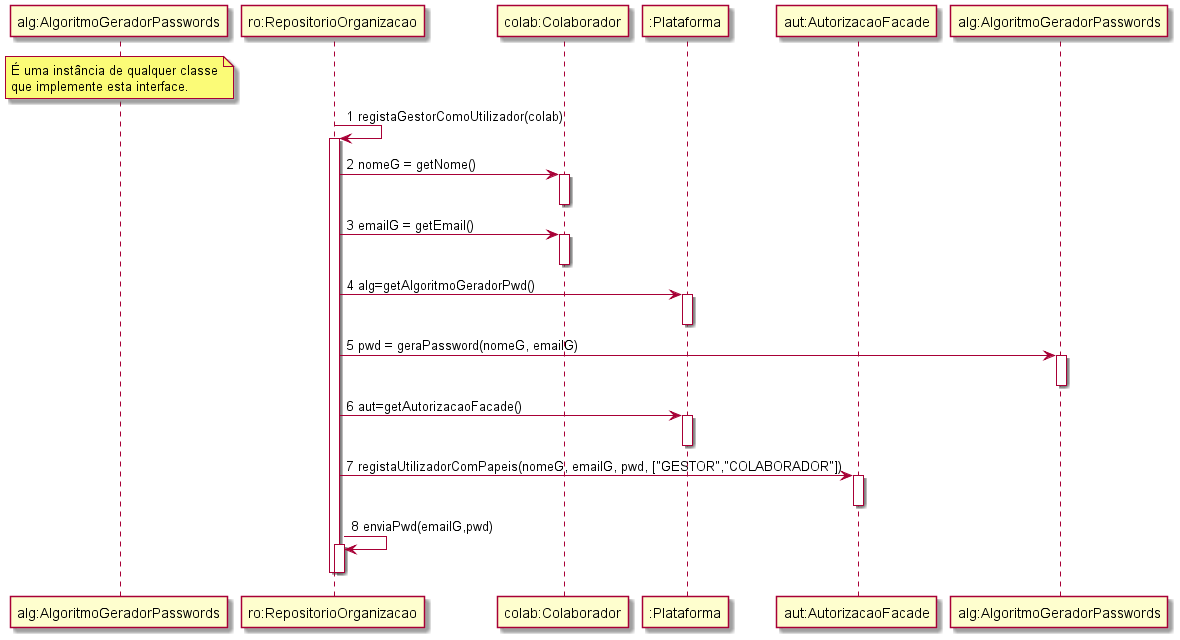 alg:AlgoritmoGeradorPasswords
ro:RepositorioOrganizacao
colab:Colaborador
:Plataforma
aut:AutorizacaoFacade
alg:AlgoritmoGeradorPasswords
É uma instância de qualquer classe
que implemente esta interface.
1 registaGestorComoUtilizador(colab)
2 nomeG = getNome()
3 emailG = getEmail()
4 alg=getAlgoritmoGeradorPwd()
5 pwd = geraPassword(nomeG, emailG)
6 aut=getAutorizacaoFacade()
7 registaUtilizadorComPapeis(nomeG, emailG, pwd, ["GESTOR","COLABORADOR"])
8 enviaPwd(emailG,pwd)
alg:AlgoritmoGeradorPasswords
ro:RepositorioOrganizacao
colab:Colaborador
:Plataforma
aut:AutorizacaoFacade
alg:AlgoritmoGeradorPasswords